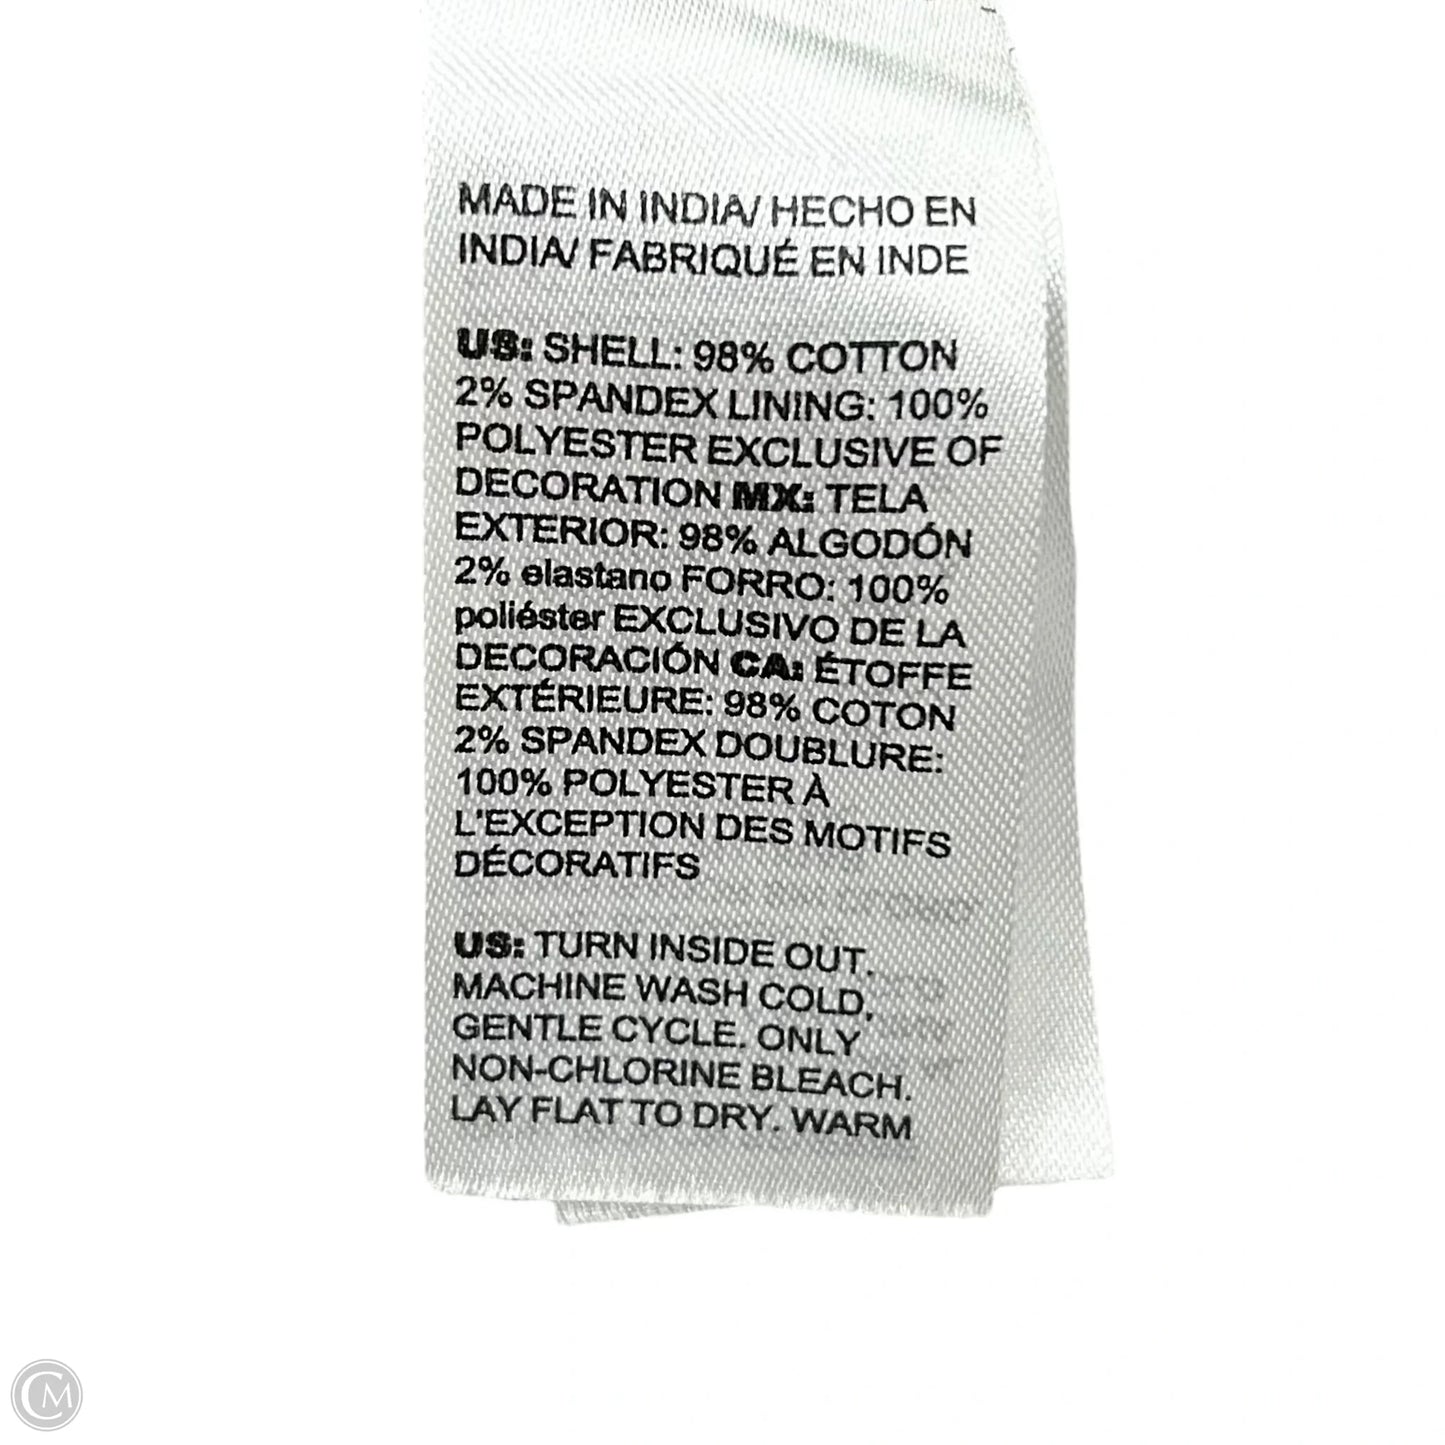 MADE IN INDIA/ HECHO EN
INDIA/ FABRIQUÉ EN INDE
US: SHELL: 98% COTTON
2% SPANDEX LINING: 100%
POLYESTER EXCLUSIVE OF
DECORATION MX: TELA
EXTERIOR: 98% ALGODÓN
2% elastano FORRO: 100%
poliéster EXCLUSIVO DE LA
DECORACIÓN CA: ÉTOFFE
EXTÉRIEURE: 98% COTON
2% SPANDEX DOUBLURE:
100% POLYESTER À
L'EXCEPTION DES MOTIFS
DÉCORATIFS
US: TURN INSIDE OUT.
MACHINE WASH COLD,
GENTLE CYCLE. ONLY
NON-CHLORINE BLEACH.
LAY FLAT TO DRY. WARM
CM